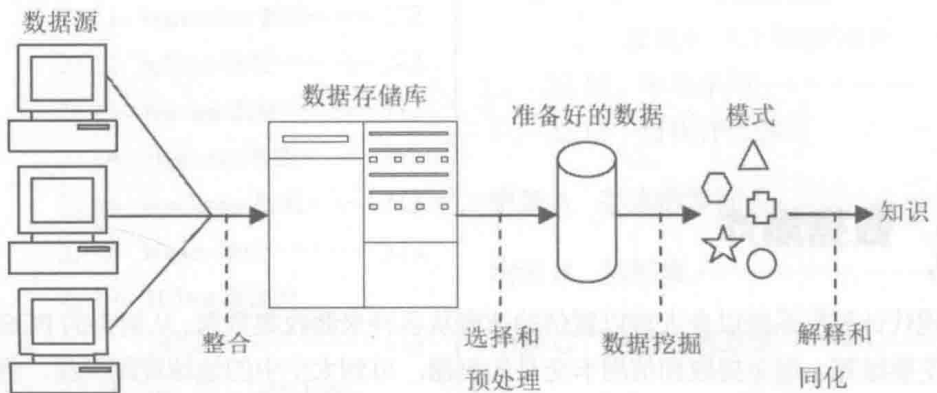 数据源
数据存储库
准备好的数据
模式
知识
整合
选择和
预处理
数据挖掘
解释和
同化